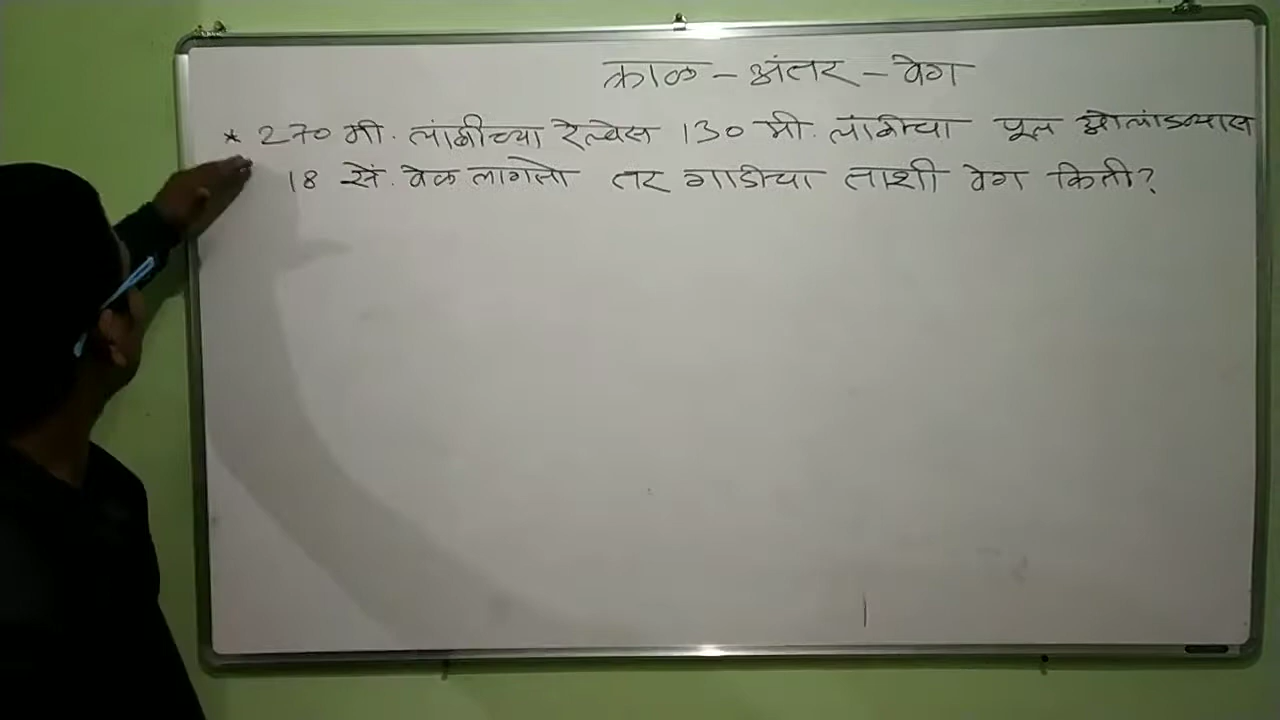 काळ - अंतर - वेग
* 270 मी. लांबीच्या रेल्वेस 130 मी. लांबीचा पूल ओलांडण्यास
18 सें. वेळ लागतो तर गाडीचा ताशी वेग किती?